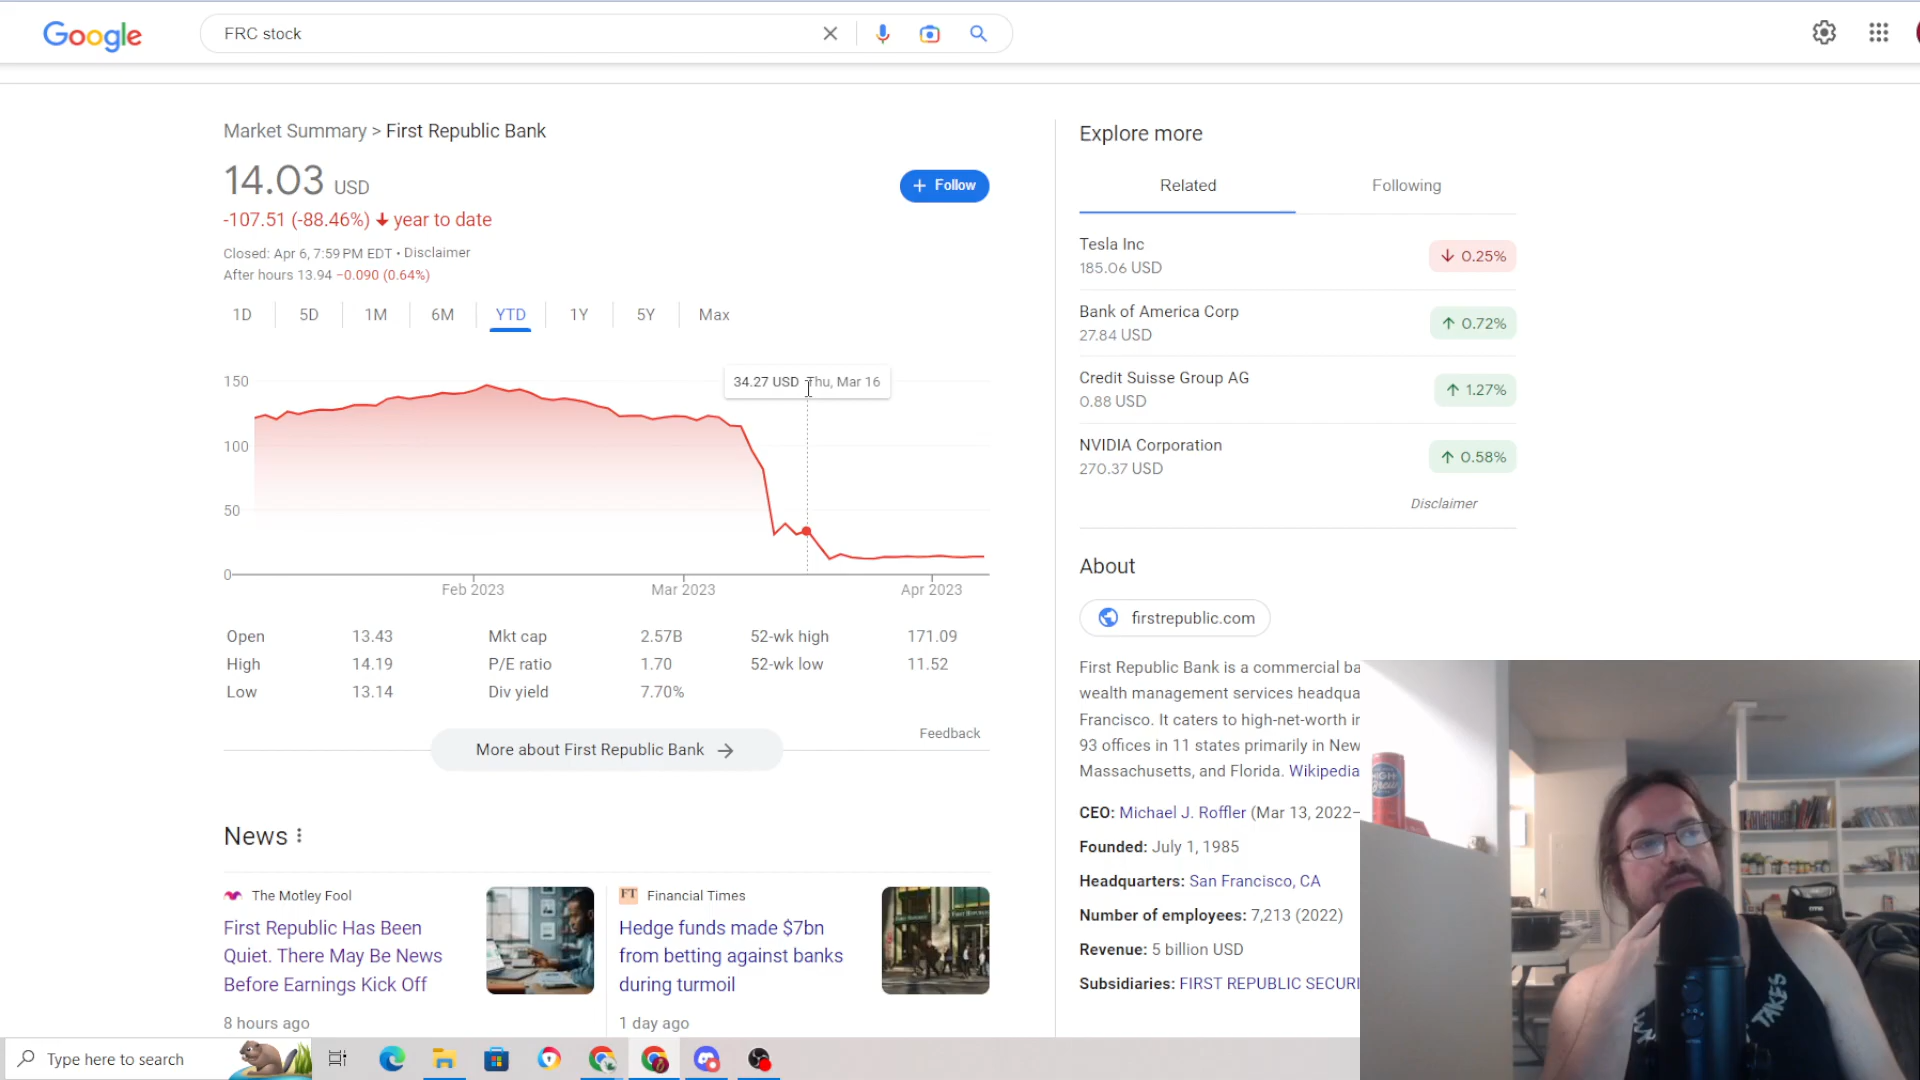 Google
FRC stock
Market Summary > First Republic Bank
14.03 USD
+ Follow
-107.51 (-88.46%) ↓ year to date
Closed: Apr 6, 7:59 PM EDT • Disclaimer
After hours 13.94 −0.090 (0.64%)
1D 5D 1M 6M YTD 1Y 5Y Max
34.27 USD Thu, Mar 16
150
100
50
0
Feb 2023 Mar 2023 Apr 2023
Open 13.43 Mkt cap 2.57B 52-wk high 171.09
High 14.19 P/E ratio 1.70 52-wk low 11.52
Low 13.14 Div yield 7.70%
Feedback
More about First Republic Bank →
News
The Motley Fool
First Republic Has Been
Quiet. There May Be News
Before Earnings Kick Off
8 hours ago
FT Financial Times
Hedge funds made $7bn
from betting against banks
during turmoil
1 day ago
Explore more
Related Following
Tesla Inc
185.06 USD
↓ 0.25%
Bank of America Corp
27.84 USD
↑ 0.72%
Credit Suisse Group AG
0.88 USD
↑ 1.27%
NVIDIA Corporation
270.37 USD
↑ 0.58%
Disclaimer
About
firstrepublic.com
First Republic Bank is a commercial ba
wealth management services headqua
Francisco. It caters to high-net-worth ir
93 offices in 11 states primarily in New
Massachusetts, and Florida. Wikipedia
CEO: Michael J. Roffler (Mar 13, 2022–
Founded: July 1, 1985
Headquarters: San Francisco, CA
Number of employees: 7,213 (2022)
Revenue: 5 billion USD
Subsidiaries: FIRST REPUBLIC SECURI
TAKES
Type here to search